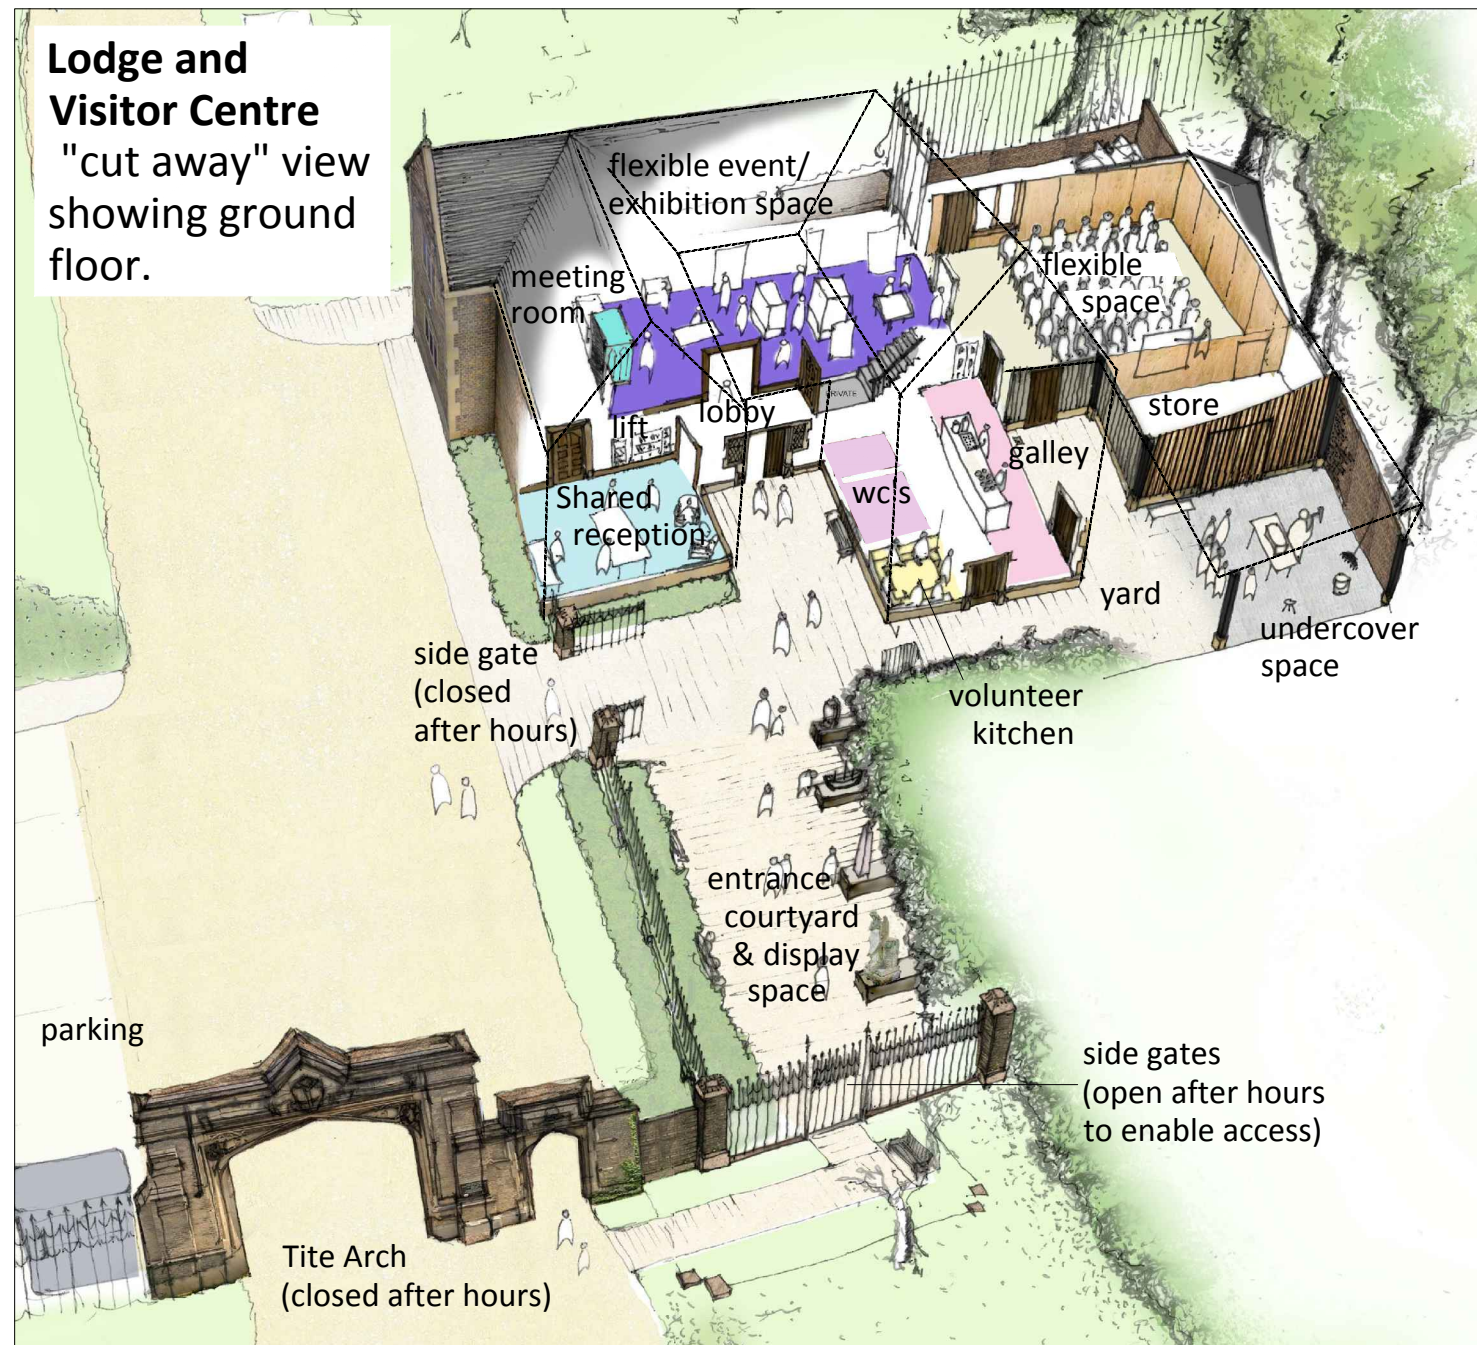 Lodge and
Visitor Centre
"cut away" view
showing ground
floor.
flexible event/
exhibition space
meeting
room
flexible
space
lift
lobby
PRIVATE
store
galley
Shared
reception
wc's
yard
undercover
space
side gate
(closed
after hours)
volunteer
kitchen
entrance
courtyard
& display
space
parking
side gates
(open after hours
to enable access)
Tite Arch
(closed after hours)